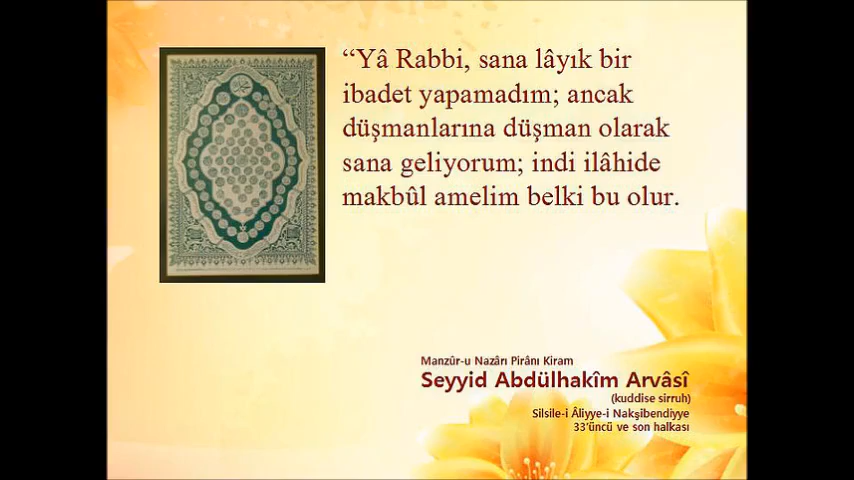 “Yâ Rabbi, sana lâyık bir
ibadet yapamadım; ancak
düşmanlarına düşman olarak
sana geliyorum; indi ilâhide
makbûl amelim belki bu olur.
Manzûr-u Nazârı Pirânı Kiram
Seyyid Abdülhakîm Arvâsî
(kuddise sirruh)
Silsile-i Âliyye-i Nakşibendiyye
33'üncü ve son halkası